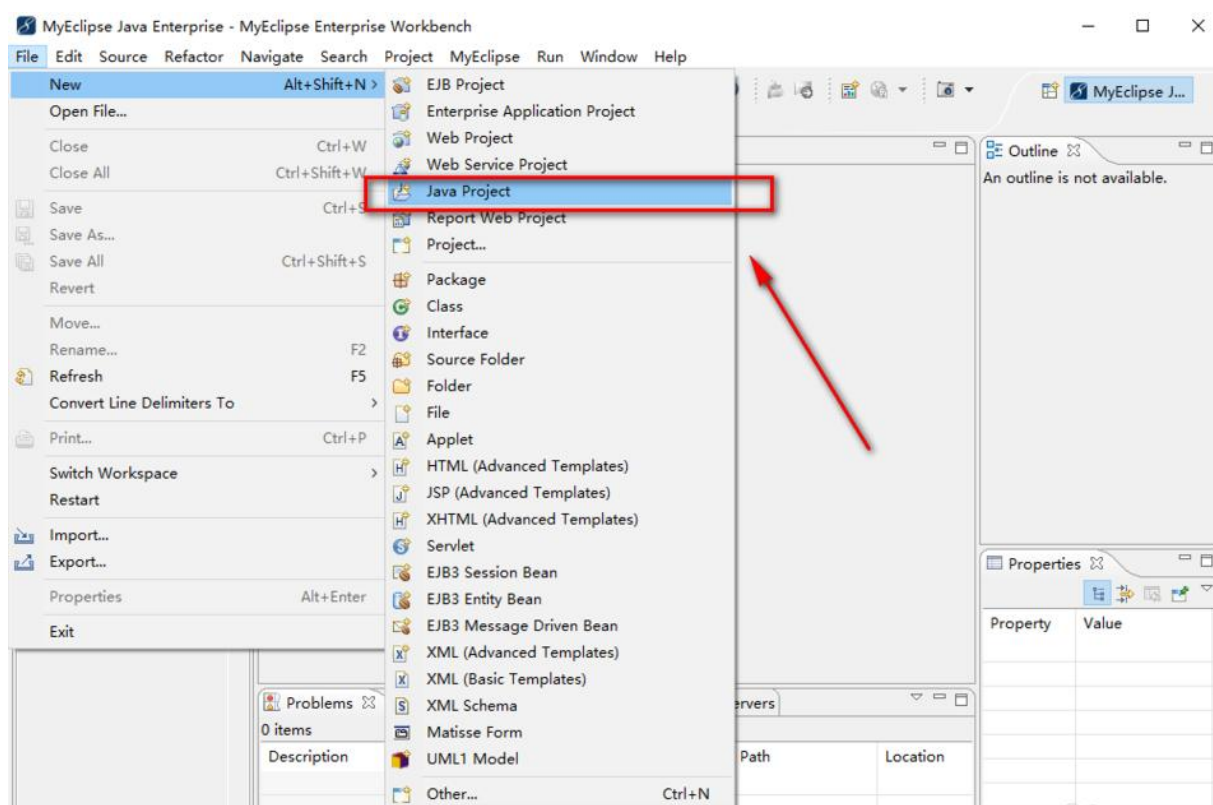 MyEclipse Java Enterprise - MyEclipse Enterprise Workbench
File Edit Source Refactor Navigate Search Project MyEclipse Run Window Help
New Alt+Shift+N >
Open File...
Close Ctrl+W
Close All Ctrl+Shift+W
Save Ctrl+S
Save As...
Save All Ctrl+Shift+S
Revert
Move...
Rename... F2
Refresh F5
Convert Line Delimiters To >
Print... Ctrl+P
Switch Workspace >
Restart
Import...
Export...
Properties Alt+Enter
Exit
EJB Project
Enterprise Application Project
Web Project
Web Service Project
Java Project
Report Web Project
Project...
Package
Class
Interface
Source Folder
Folder
File
Applet
HTML (Advanced Templates)
JSP (Advanced Templates)
XHTML (Advanced Templates)
Servlet
EJB3 Session Bean
EJB3 Entity Bean
EJB3 Message Driven Bean
XML (Advanced Templates)
XML (Basic Templates)
XML Schema
Matisse Form
UML1 Model
Other... Ctrl+N
MyEclipse J...
Outline
An outline is not available.
Properties
Property Value
Problems
0 items
Description Path Location